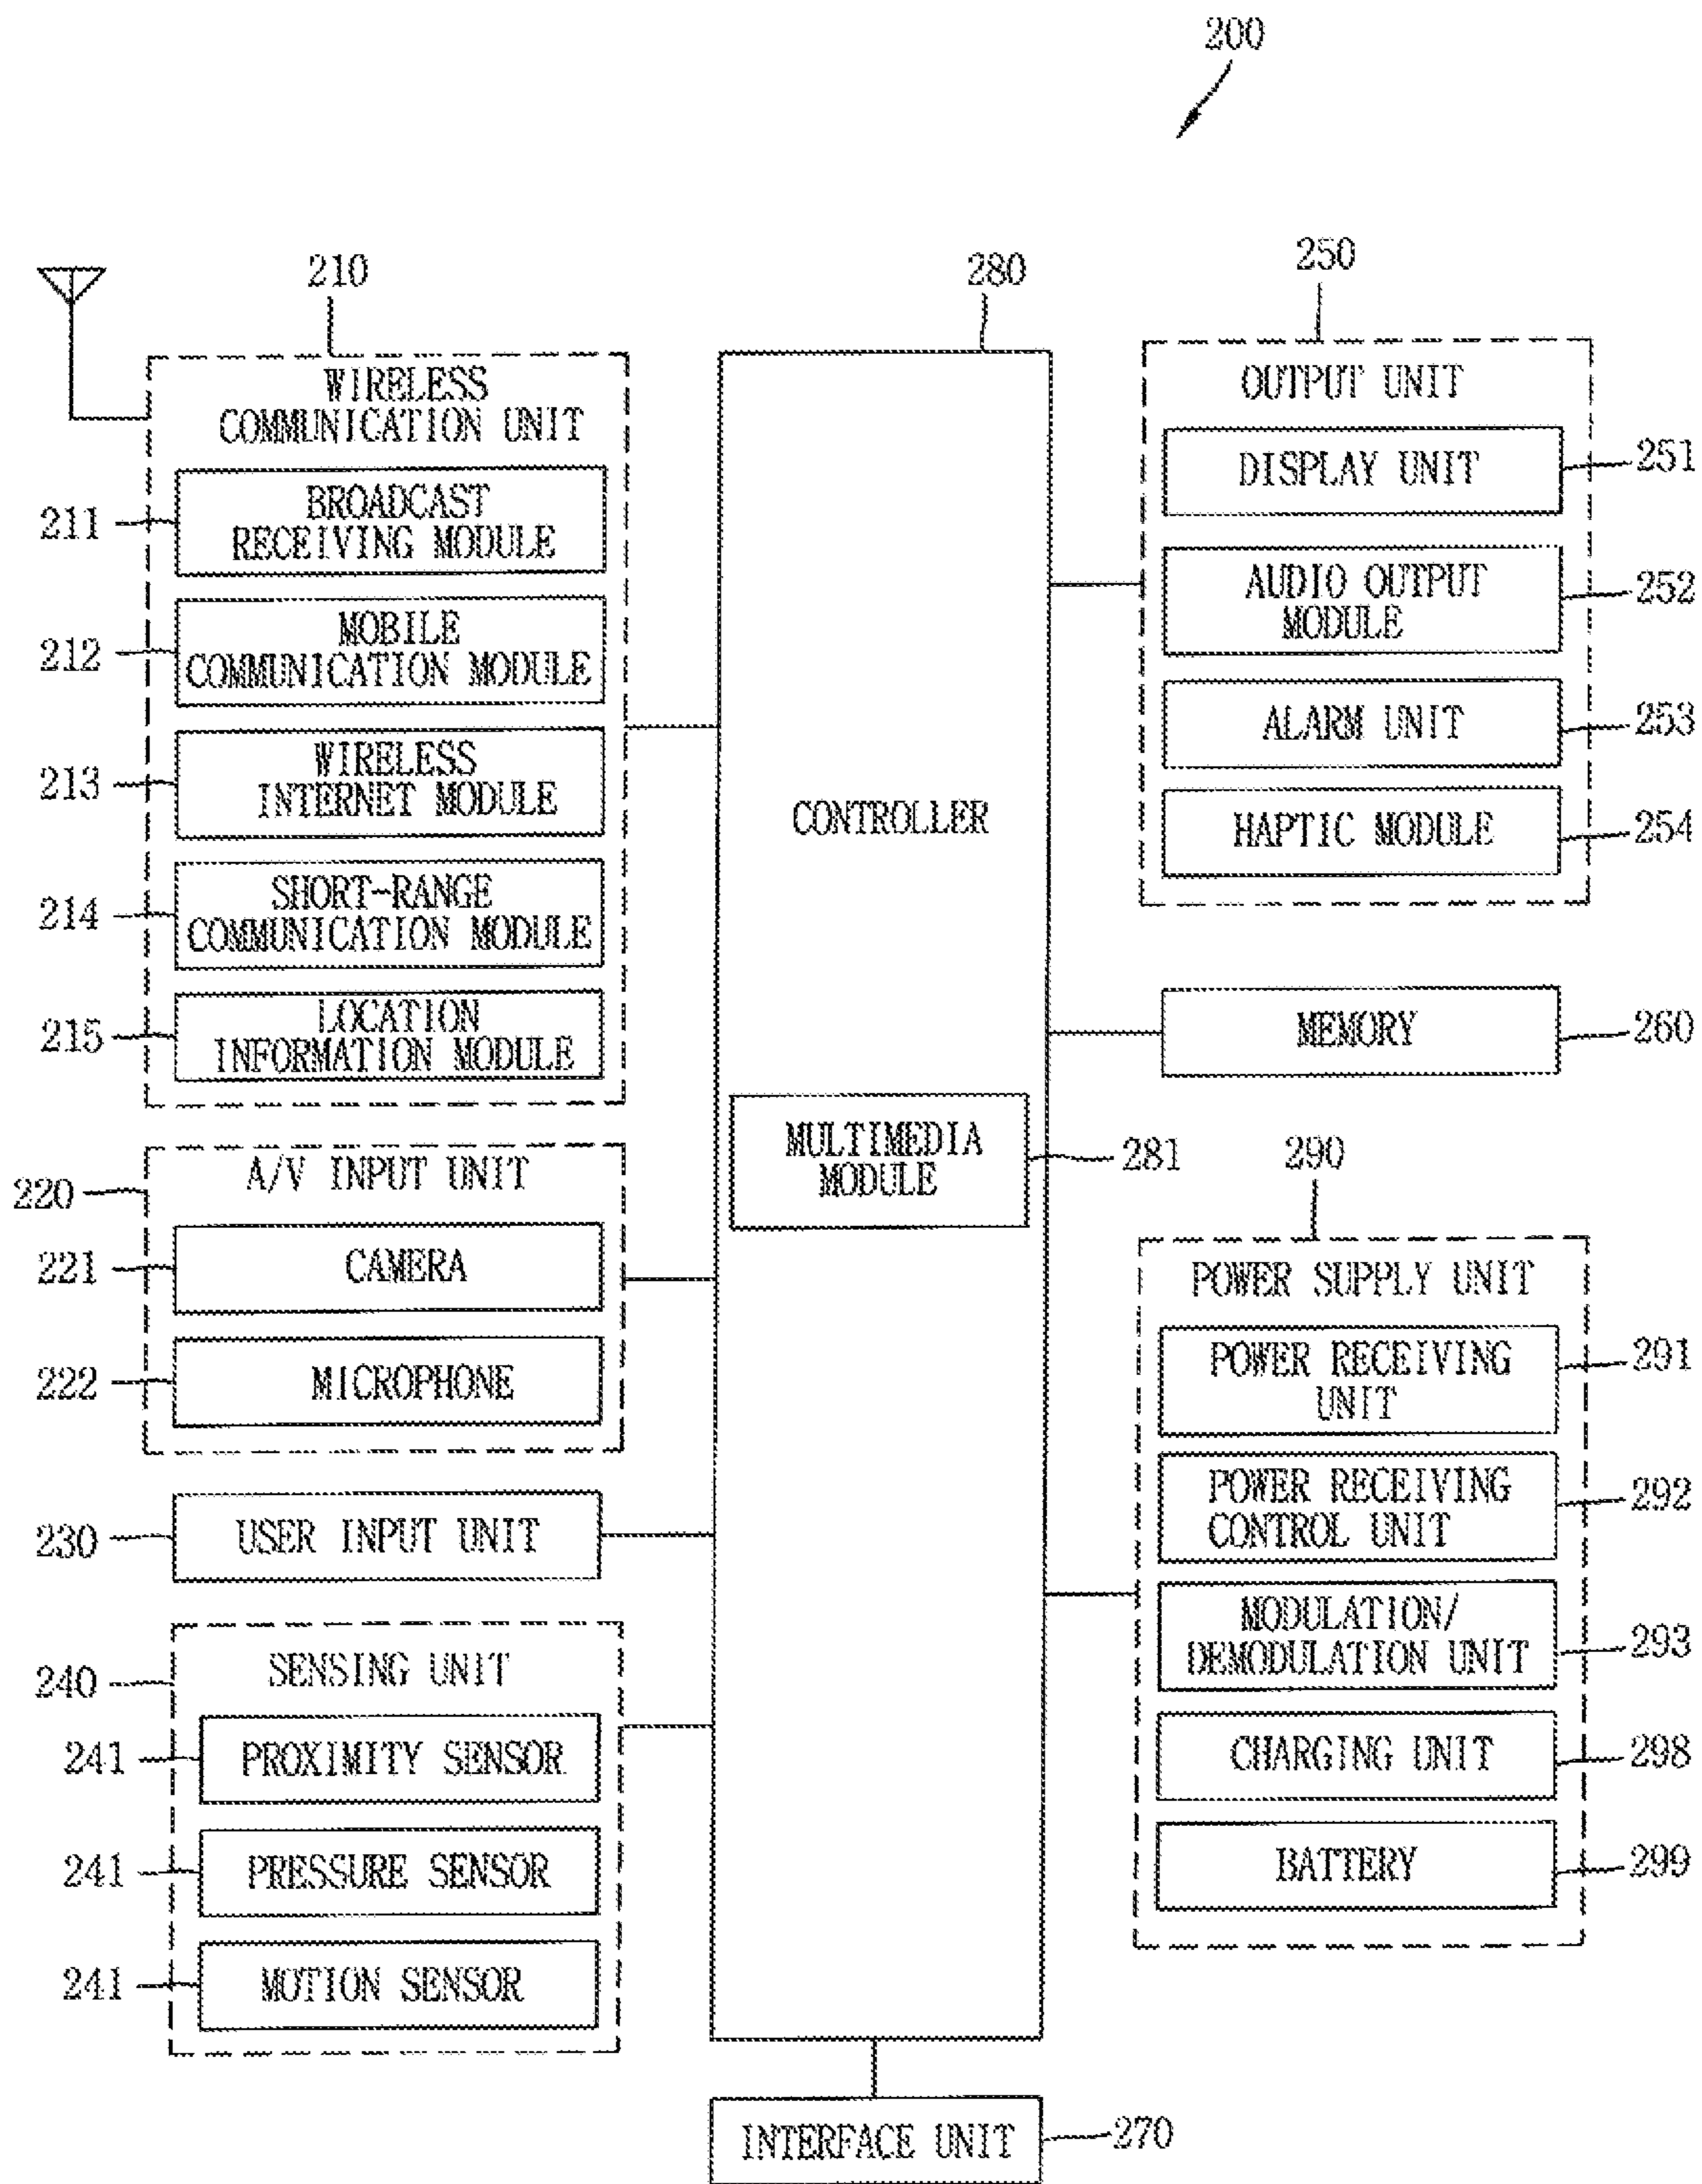 200
210
280
250
WIRELESS
COMMUNICATION UNIT
211
BROADCAST
RECEIVING MODULE
212
MOBILE
COMMUNICATION MODULE
213
WIRELESS
INTERNET MODULE
214
SHORT-RANGE
COMMUNICATION MODULE
215
LOCATION
INFORMATION MODULE
220
A/V INPUT UNIT
221
CAMERA
222
MICROPHONE
230
USER INPUT UNIT
240
SENSING UNIT
241
PROXIMITY SENSOR
241
PRESSURE SENSOR
241
MOTION SENSOR
CONTROLLER
MULTIMEDIA
MODULE
281
INTERFACE UNIT
270
OUTPUT UNIT
DISPLAY UNIT
251
AUDIO OUTPUT
MODULE
252
ALARM UNIT
253
HAPTIC MODULE
254
MEMORY
260
290
POWER SUPPLY UNIT
POWER RECEIVING
UNIT
291
POWER RECEIVING
CONTROL UNIT
292
MODULATION/
DEMODULATION UNIT
293
CHARGING UNIT
298
BATTERY
299